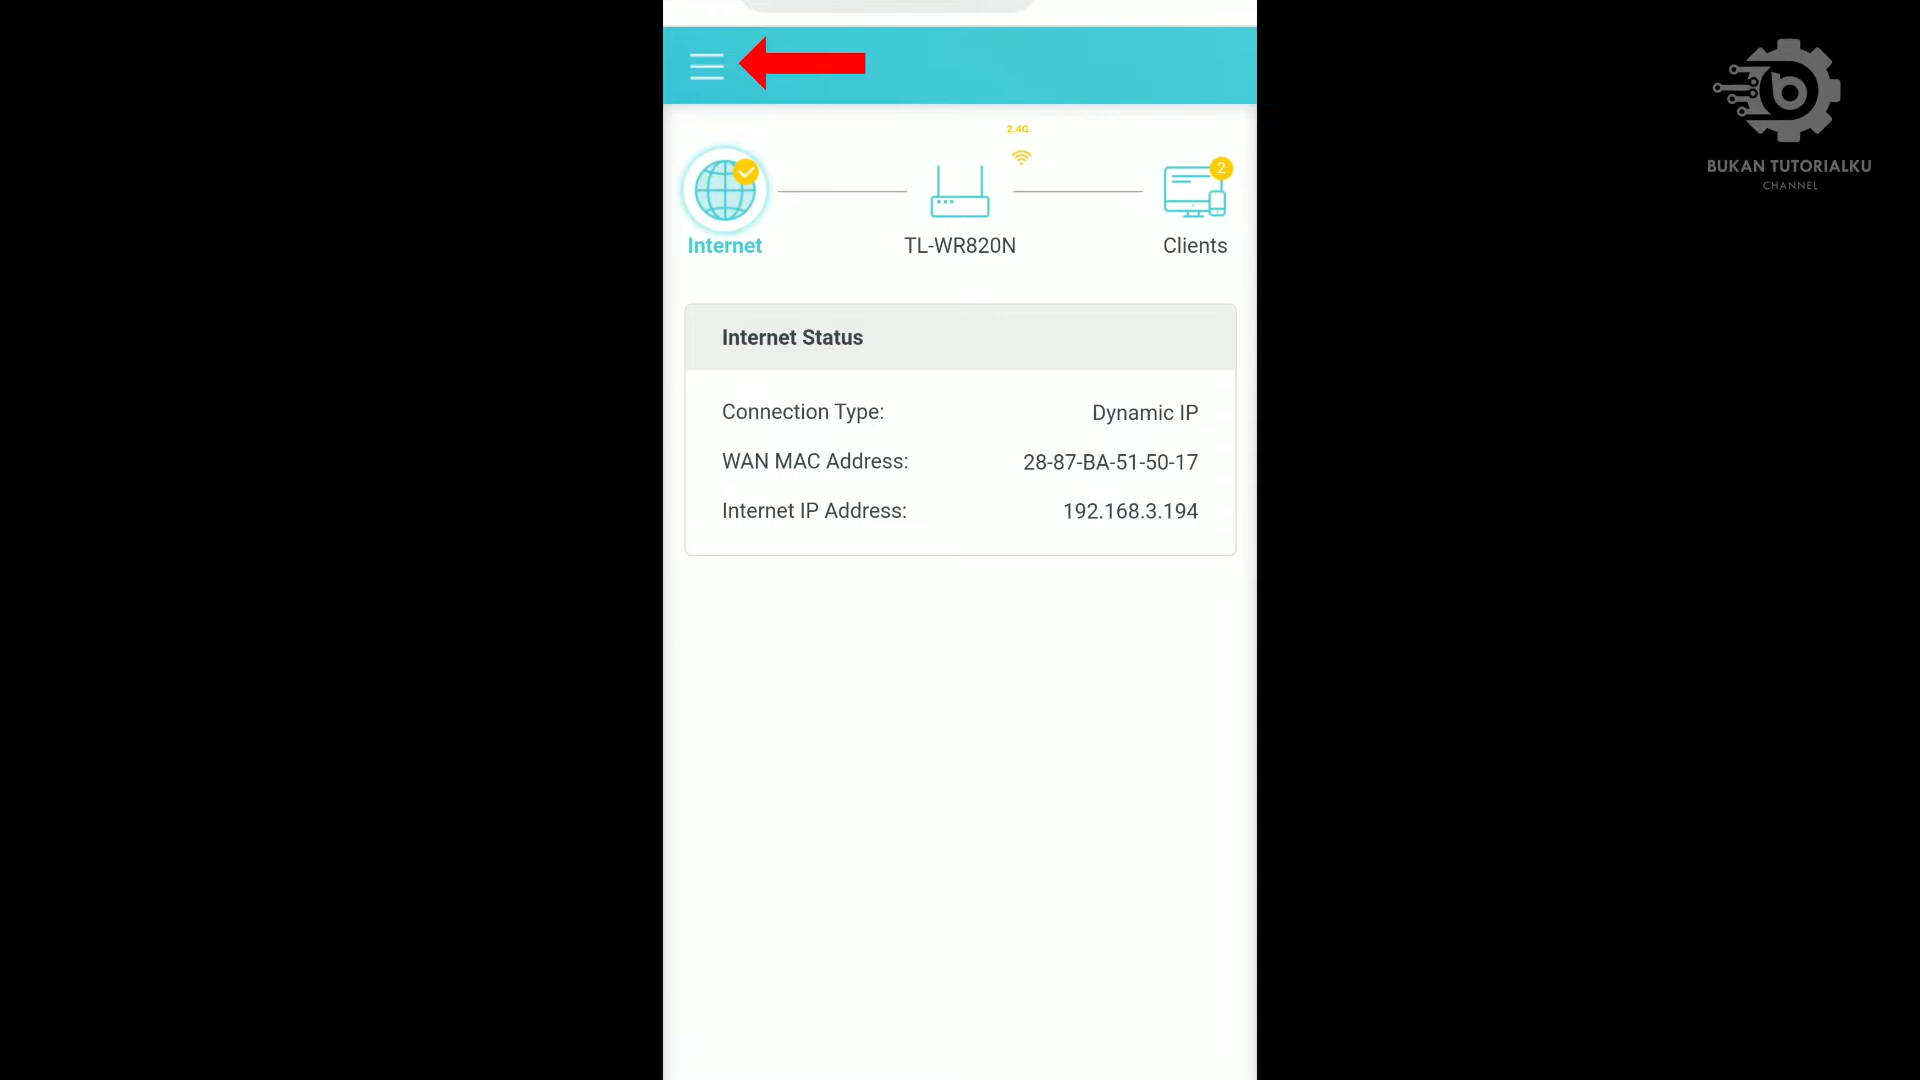 BUKAN TUTORIALKU
CHANNEL
2.4G
2
Internet
TL-WR820N
Clients
Internet Status
Connection Type: Dynamic IP
WAN MAC Address: 28-87-BA-51-50-17
Internet IP Address: 192.168.3.194